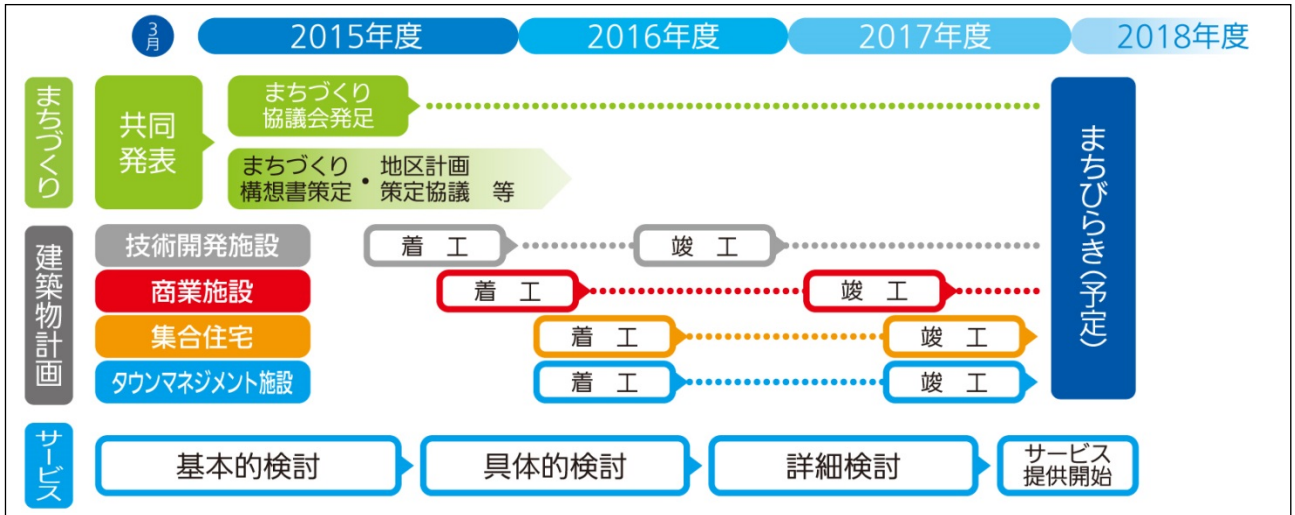 3月
2015年度
2016年度
2017年度
2018年度
まちづくり
共同
発表
まちづくり
協議会発足
まちづくり
構想書策定
・
地区計画
策定協議 等
まちびらき(予定)
建築物計画
技術開発施設
着 工
竣 工
商業施設
着 工
竣 工
集合住宅
着 工
竣 工
タウンマネジメント施設
着 工
竣 工
サービス
基本的検討
具体的検討
詳細検討
サービス
提供開始